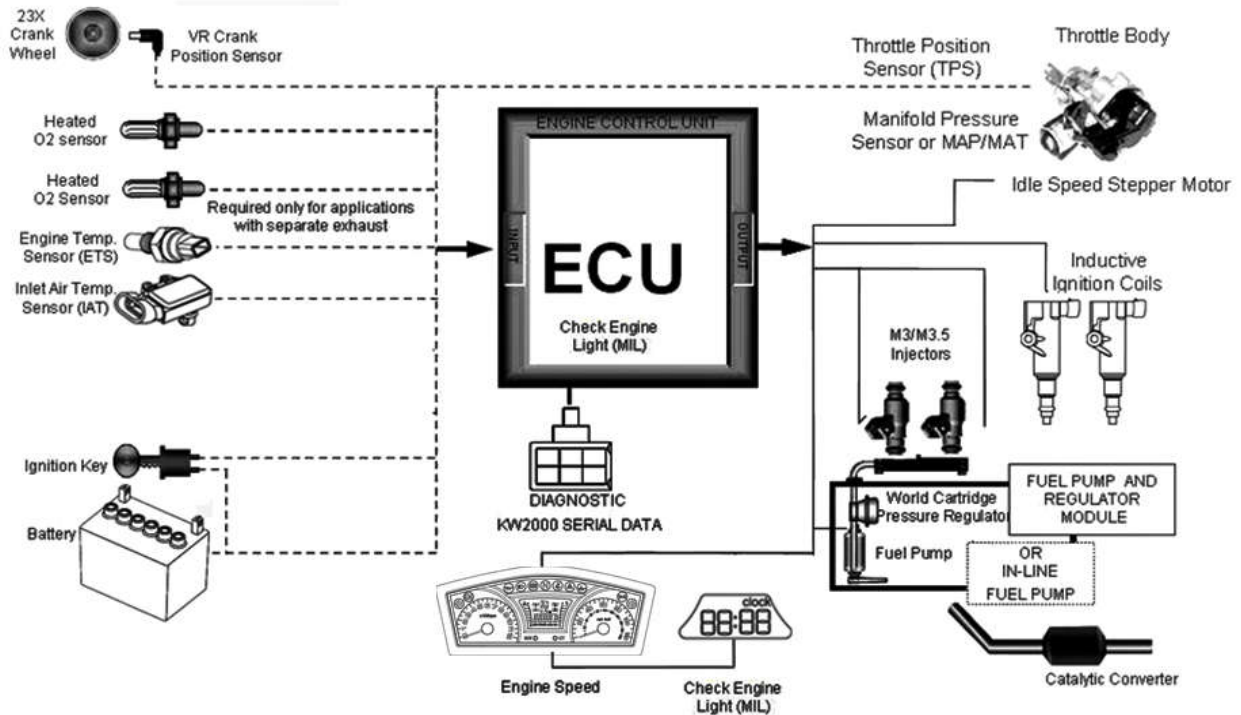 23X
Crank
Wheel
VR Crank
Position Sensor
Heated
O2 sensor
Heated
O2 Sensor
Required only for applications
with separate exhaust
Engine Temp.
Sensor (ETS)
Inlet Air Temp.
Sensor (IAT)
Ignition Key
Battery
ENGINE CONTROL UNIT
INPUT
ECU
OUTPUT
Check Engine
Light (MIL)
DIAGNOSTIC
KW2000 SERIAL DATA
Throttle Position
Sensor (TPS)
Throttle Body
Manifold Pressure
Sensor or MAP/MAT
Idle Speed Stepper Motor
Inductive
Ignition Coils
M3/M3.5
Injectors
World Cartridge
Pressure Regulator
Fuel Pump
FUEL PUMP AND
REGULATOR
MODULE
OR
IN-LINE
FUEL PUMP
Catalytic Converter
Engine Speed
clock
88:88
Check Engine
Light (MIL)